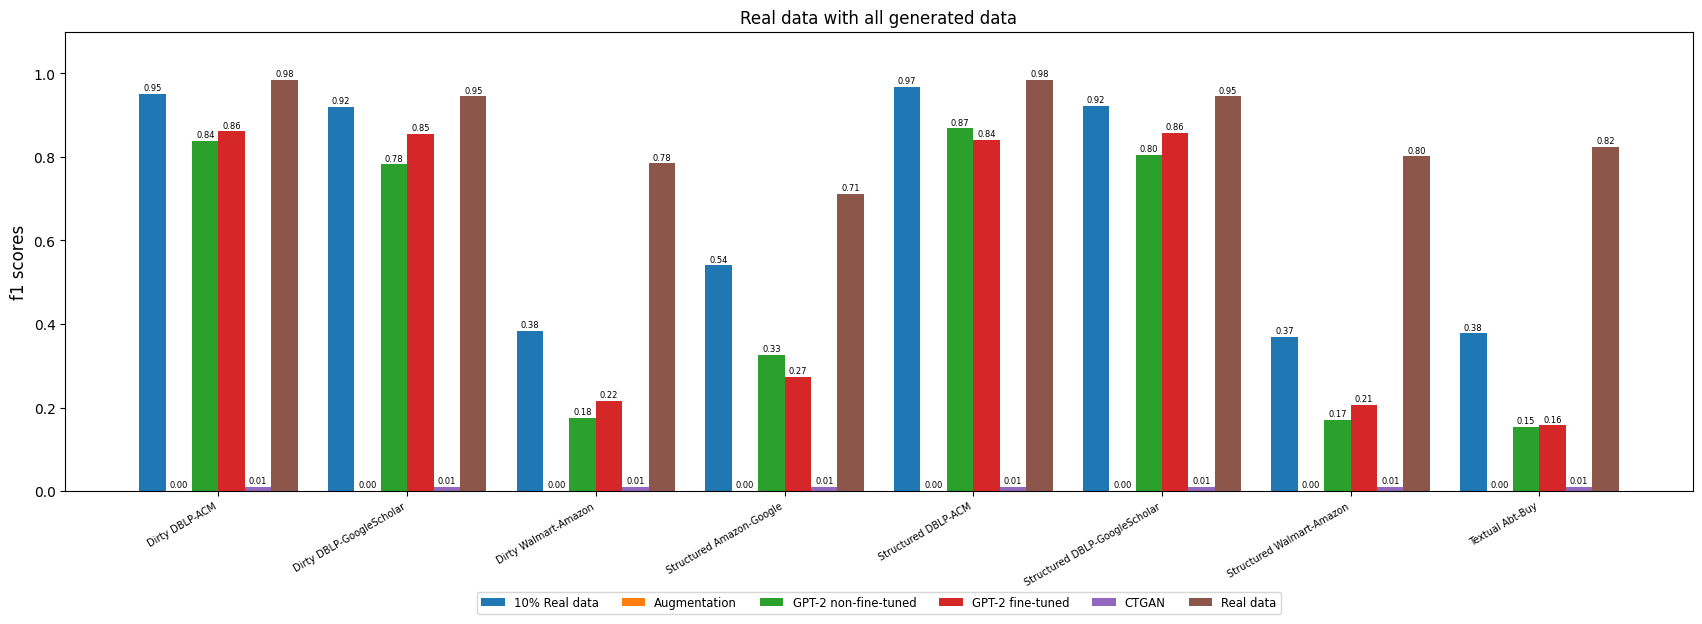 Real data with all generated data
f1 scores
1.0
0.8
0.6
0.4
0.2
0.0
0.95 0.00 0.84 0.86 0.01 0.98
0.92 0.00 0.78 0.85 0.01 0.95
0.38 0.00 0.18 0.22 0.01 0.78
0.54 0.00 0.33 0.27 0.01 0.71
0.97 0.00 0.87 0.84 0.01 0.98
0.92 0.00 0.80 0.86 0.01 0.95
0.37 0.00 0.17 0.21 0.01 0.80
0.38 0.00 0.15 0.16 0.01 0.82
Dirty DBLP-ACM
Dirty DBLP-GoogleScholar
Dirty Walmart-Amazon
Structured Amazon-Google
Structured DBLP-ACM
Structured DBLP-GoogleScholar
Structured Walmart-Amazon
Textual Abt-Buy
10% Real data Augmentation GPT-2 non-fine-tuned GPT-2 fine-tuned CTGAN Real data